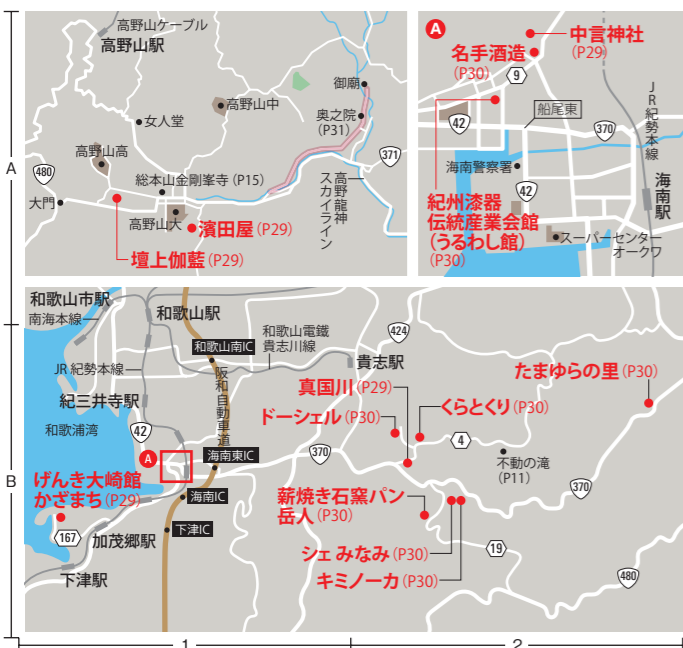 高野山ケーブル
高野山駅
御廟
高野山中
奥之院
(P31)
女人堂
371
高野山高
480
総本山金剛峯寺(P15)
高野龍神
スカイライン
大門
高野山大
濱田屋(P29)
壇上伽藍(P29)
A
中言神社
(P29)
名手酒造
(P30)
9
船尾東
JR紀勢本線
42
370
海南警察署
海南駅
42
紀州漆器
伝統産業会館
(うるわし館)
(P30)
スーパーセンター
オークワ
A
和歌山市駅
南海本線
和歌山駅
和歌山電鐵
貴志川線
424
和歌山南IC
貴志駅
JR紀勢本線
阪和自動車道
たまゆらの里(P30)
真国川(P29)
紀三井寺駅
ドーシェル(P30)
くらとくり(P30)
和歌浦湾
42
4
A
海南東IC
370
不動の滝
(P11)
げんき大崎館
かざまち(P29)
海南IC
薪焼き石窯パン
岳人(P30)
370
167
加茂郷駅
下津IC
シェ みなみ(P30)
19
下津駅
キミノーカ(P30)
480
B
1
2